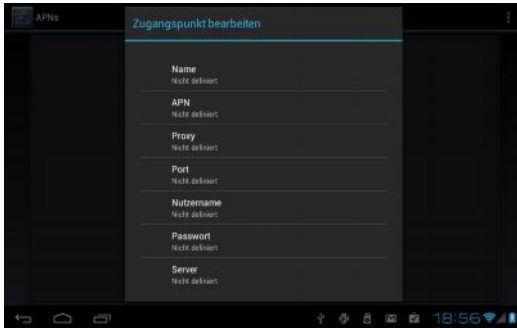 APNs
Zugangspunkt bearbeiten
Name
Nicht definiert
APN
Nicht definiert
Proxy
Nicht definiert
Port
Nicht definiert
Nutzername
Nicht definiert
Passwort
Nicht definiert
Server
Nicht definiert
18:56